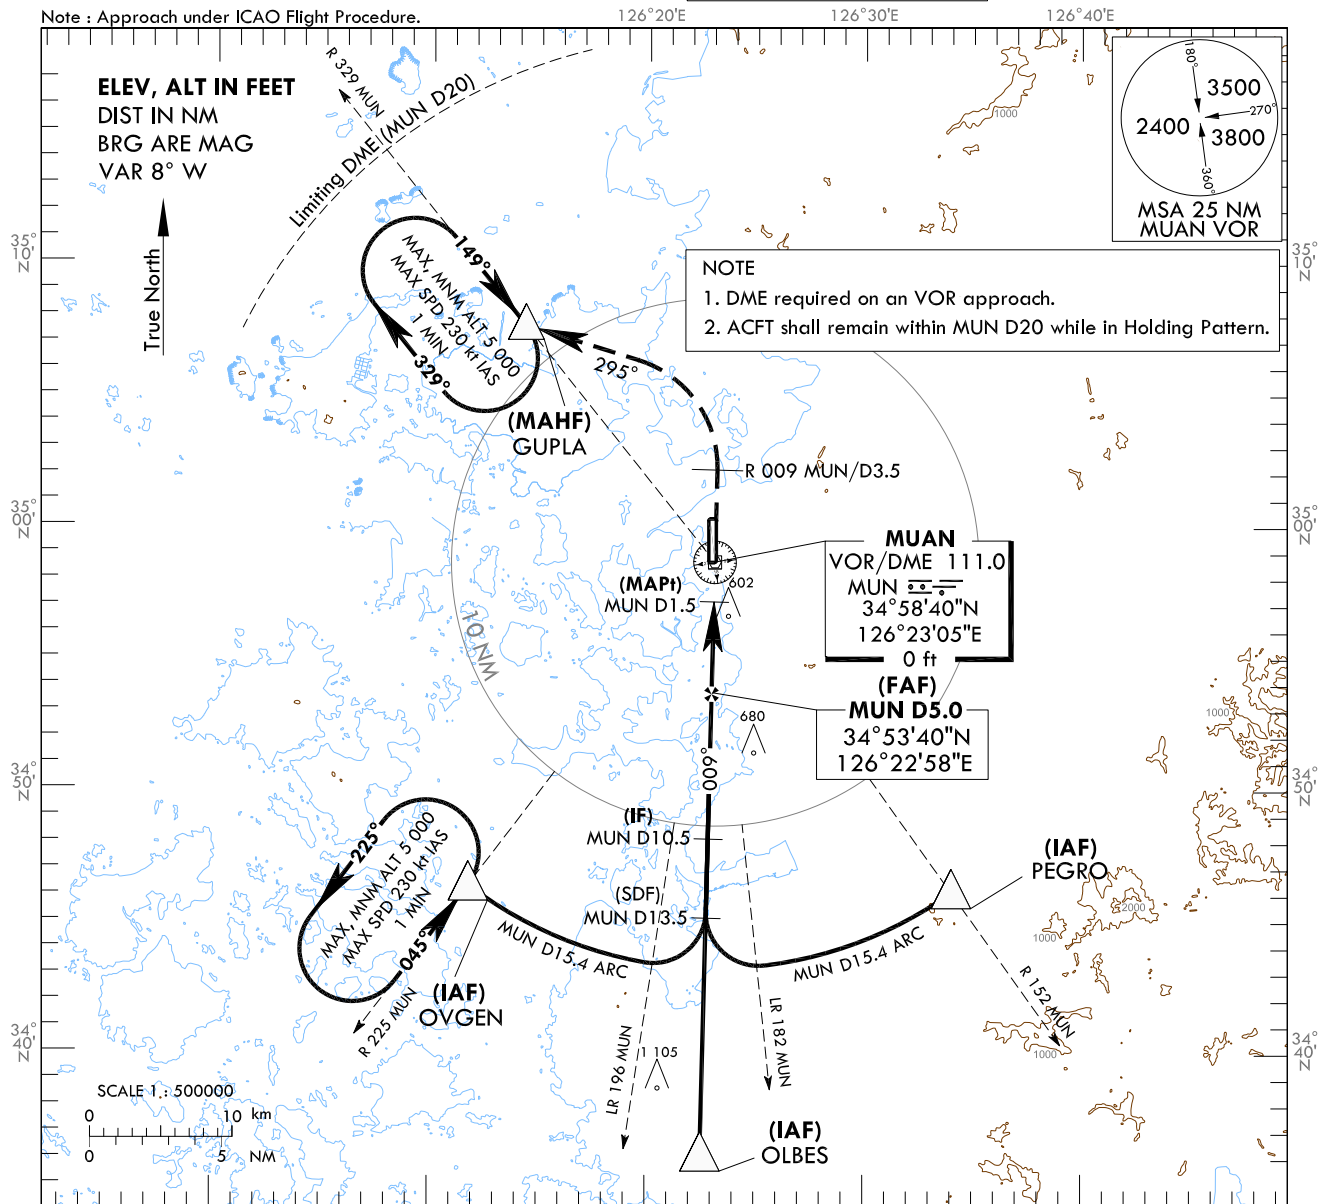 Note : Approach under ICAO Flight Procedure.
126°20'E
126°30'E
126°40'E
ELEV, ALT IN FEET
DIST IN NM
BRG ARE MAG
VAR 8° W
True North
R 329 MUN
Limiting DME (MUN D20)
1000
180°
3500
270°
2400
3800
360°
MSA 25 NM
MUAN VOR
35°
10'
N
35°
10'
N
NOTE
1. DME required on an VOR approach.
2. ACFT shall remain within MUN D20 while in Holding Pattern.
149°
MAX, MNM ALT 5 000
MAX SPD 230 kt IAS
1 MIN
329°
295°
(MAHF)
GUPLA
R 009 MUN/D3.5
35°
00'
N
35°
00'
N
MUAN
VOR/DME 111.0
MUN
34°58'40"N
126°23'05"E
0 ft
(MAPt)
MUN D1.5
602
10 NM
(FAF)
MUN D5.0
34°53'40"N
126°22'58"E
680
1000
009°
34°
50'
N
34°
50'
N
(IF)
MUN D10.5
225°
MAX, MNM ALT 5 000
MAX SPD 230 kt IAS
1 MIN
045°
(IAF)
PEGRO
(SDF)
MUN D13.5
2000
1000
MUN D15.4 ARC
MUN D15.4 ARC
(IAF)
OVGEN
R 225 MUN
R 152 MUN
LR 196 MUN
LR 182 MUN
1 105
1000
34°
40'
N
34°
40'
N
SCALE 1 : 500000
0 10 km
0 5 NM
(IAF)
OLBES